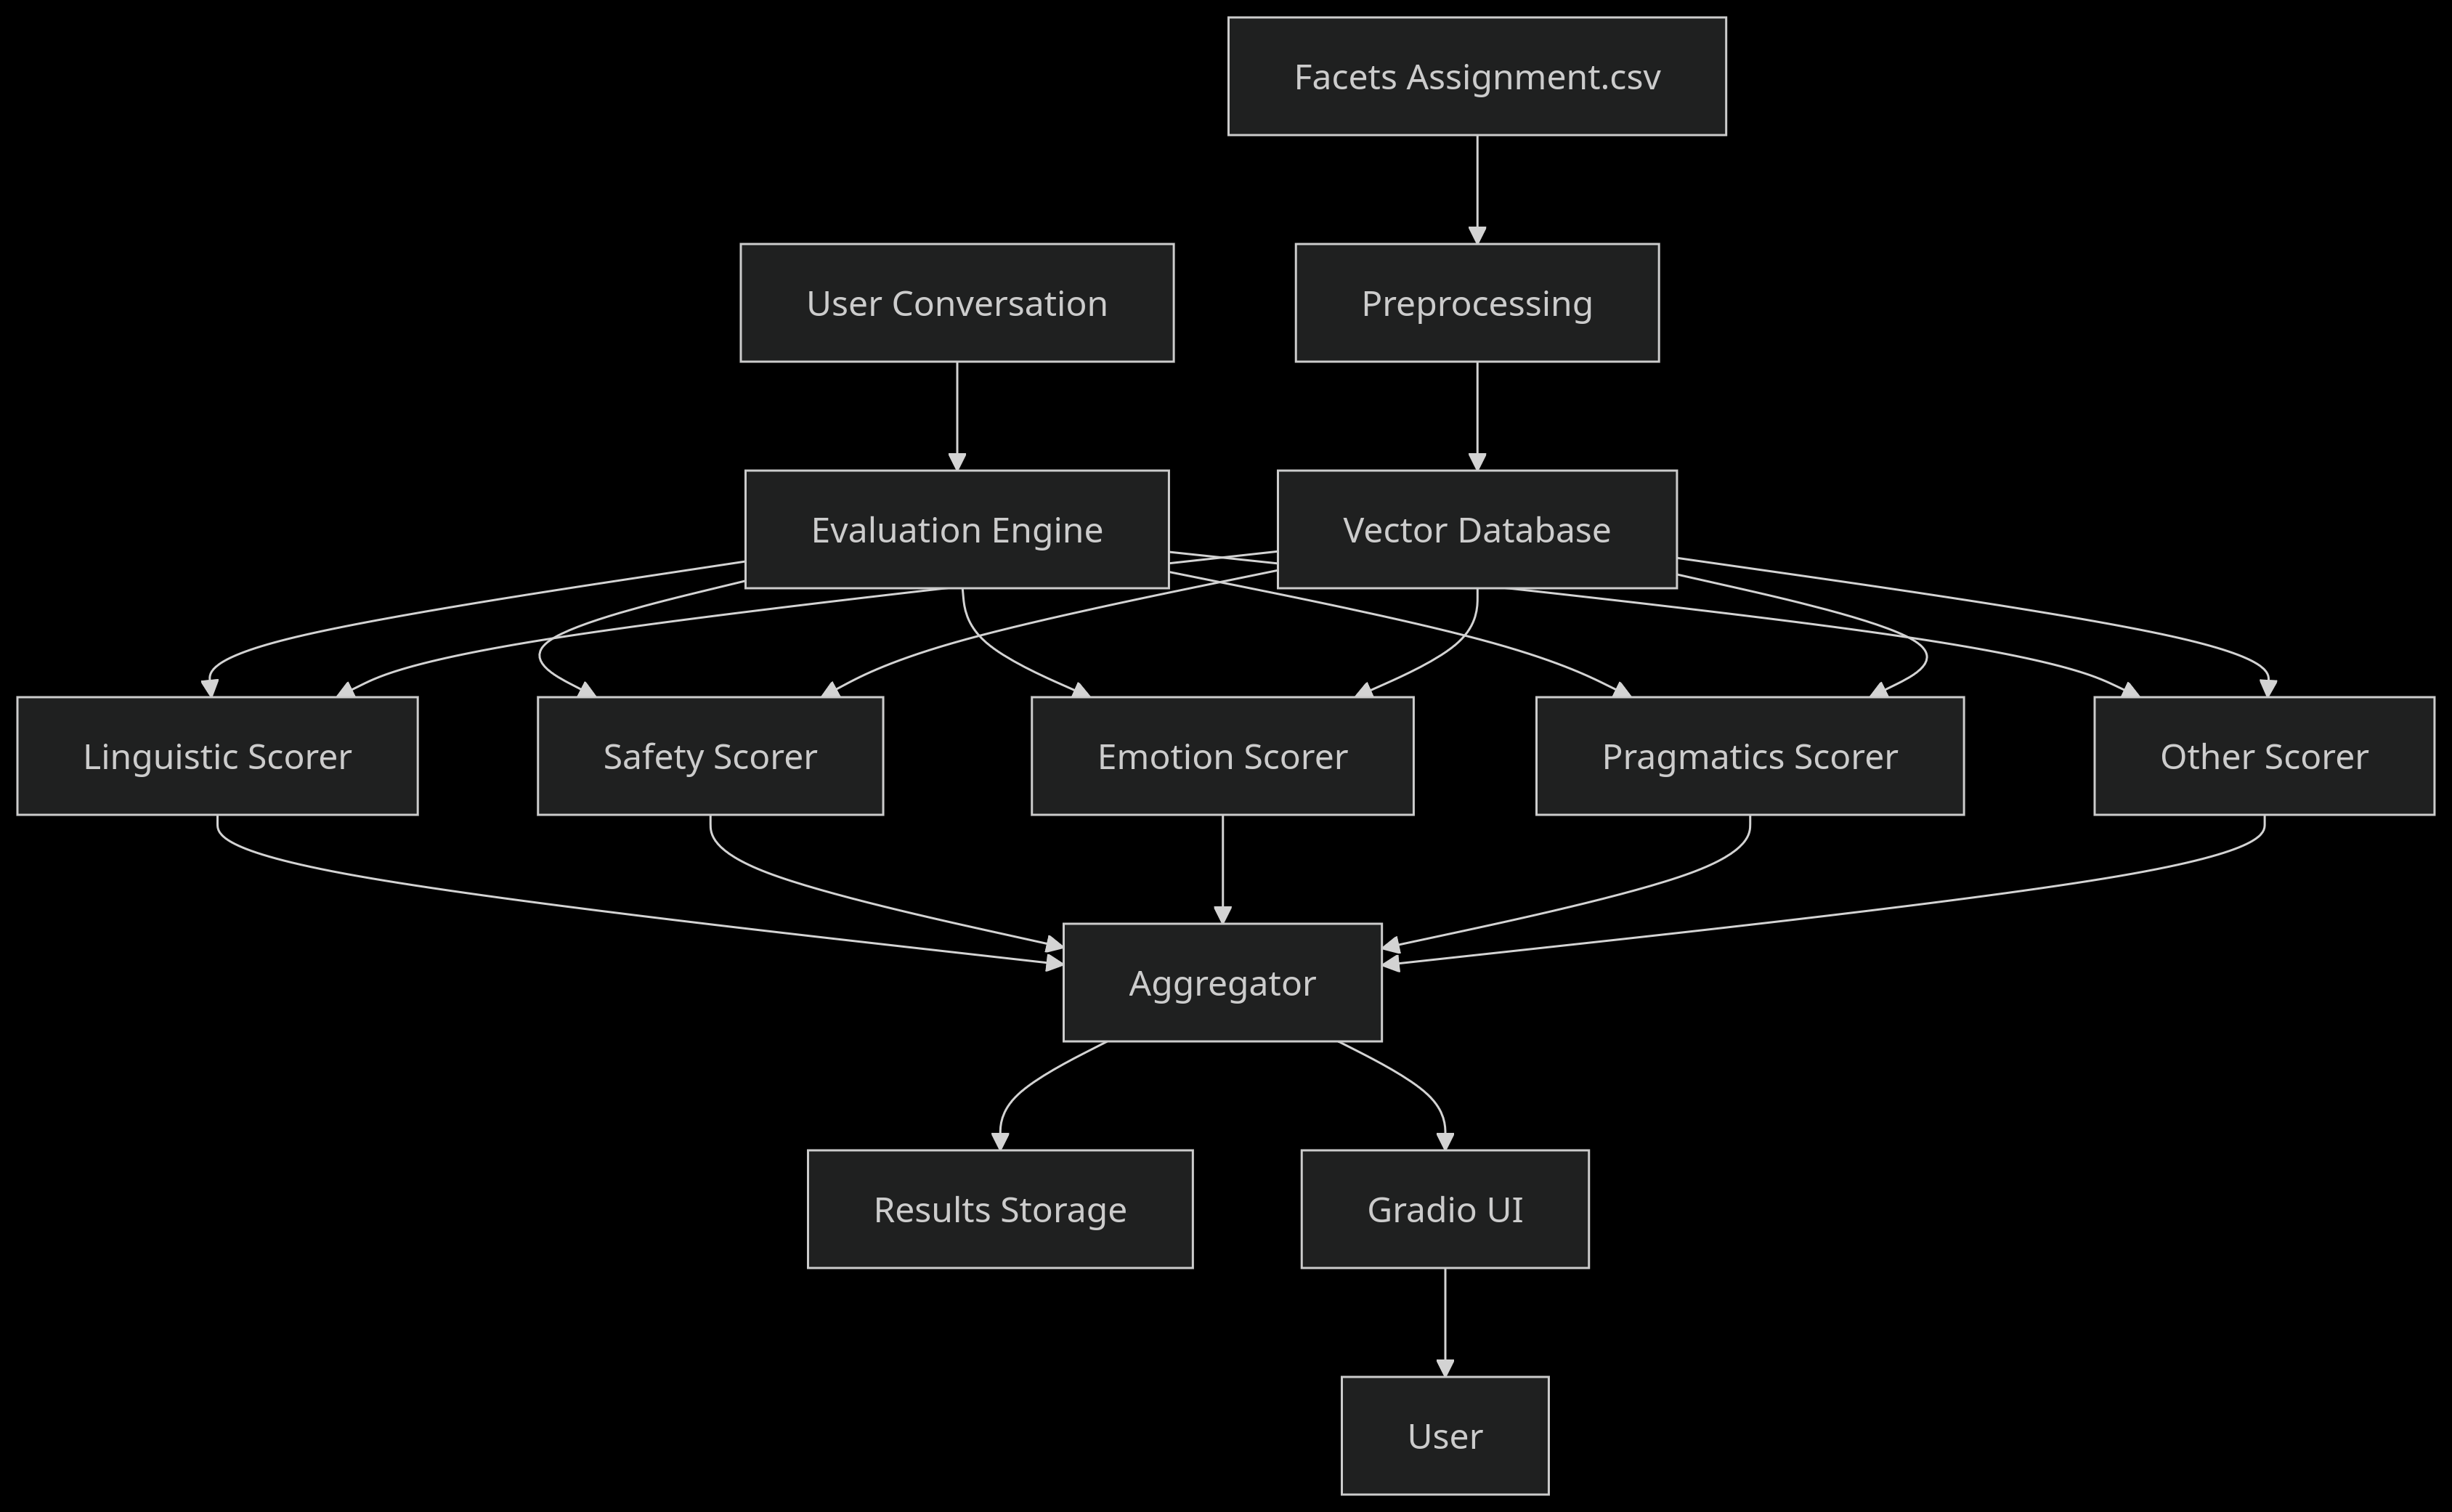 Facets Assignment.csv
User Conversation
Preprocessing
Evaluation Engine
Vector Database
Linguistic Scorer
Safety Scorer
Emotion Scorer
Pragmatics Scorer
Other Scorer
Aggregator
Results Storage
Gradio UI
User